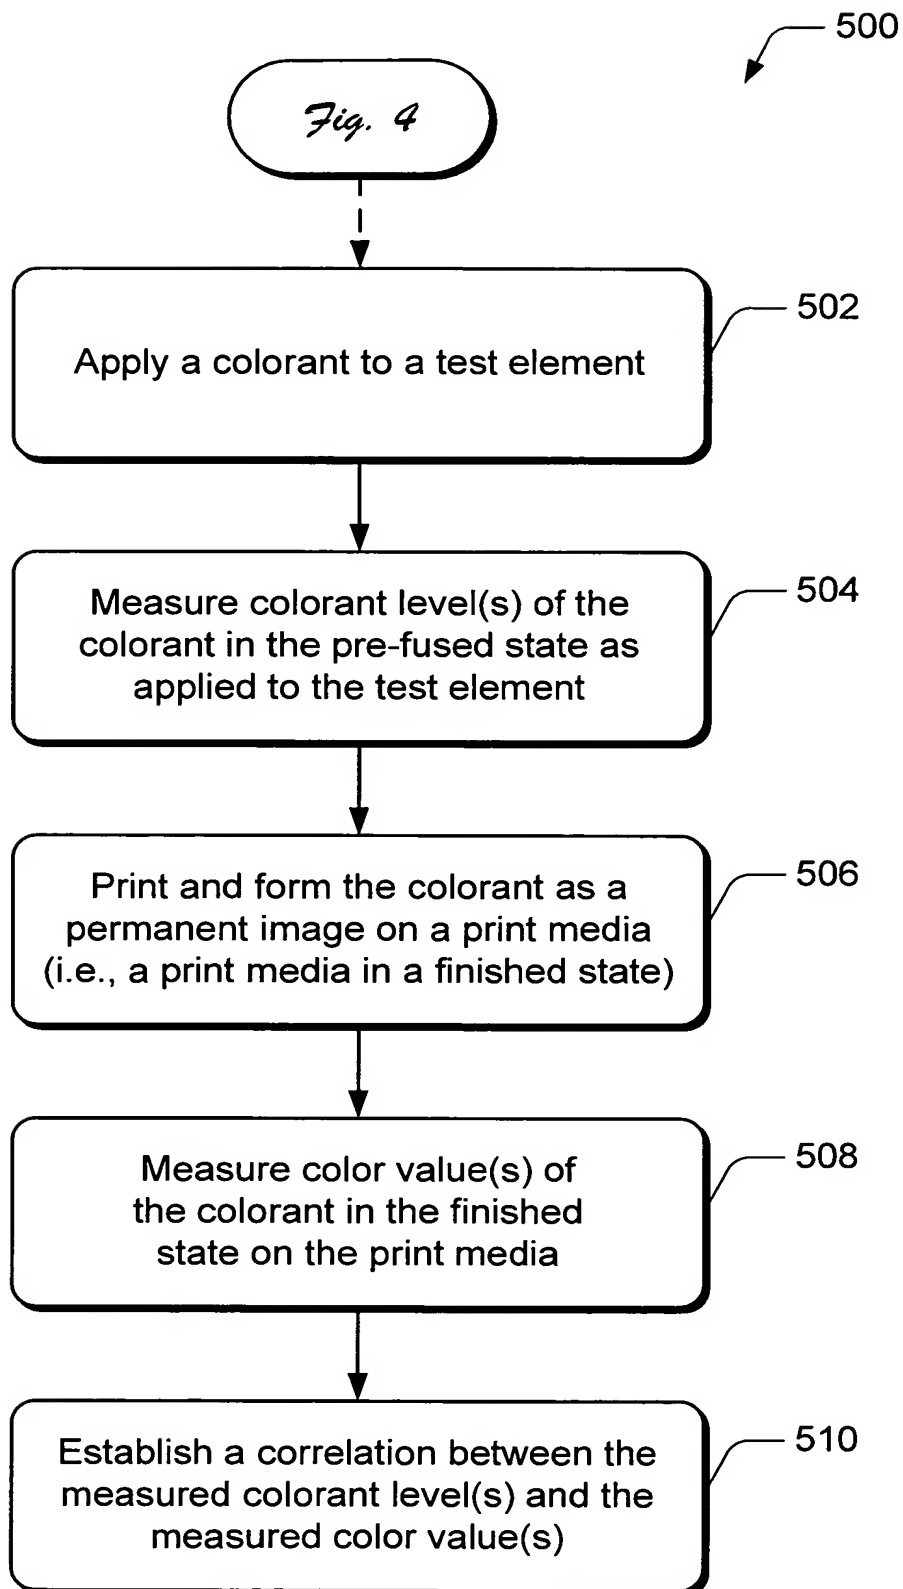 500
Fig. 4
502
Apply a colorant to a test element
504
Measure colorant level(s) of the
colorant in the pre-fused state as
applied to the test element
506
Print and form the colorant as a
permanent image on a print media
(i.e., a print media in a finished state)
508
Measure color value(s) of
the colorant in the finished
state on the print media
510
Establish a correlation between the
measured colorant level(s) and the
measured color value(s)